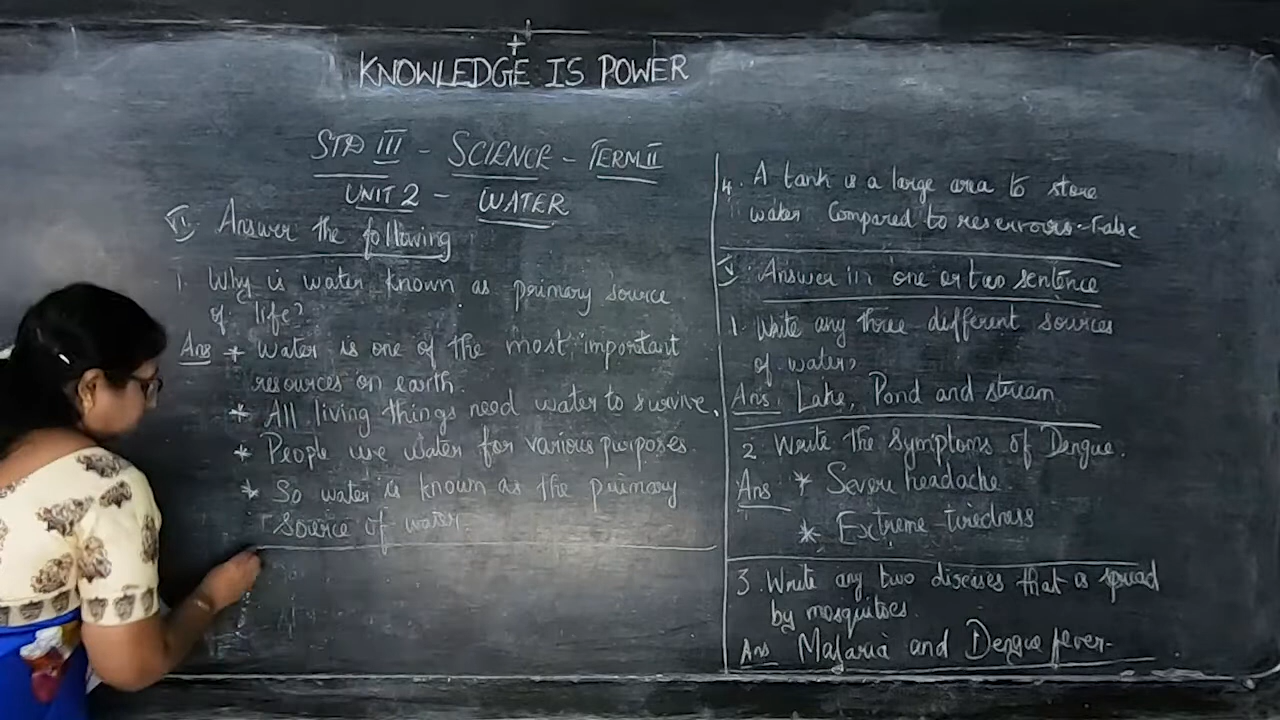 KNOWLEDGE IS POWER
STD III - SCIENCE - TERM II
UNIT 2 - WATER
VI. Answer the following
1. Why is water known as primary source
of life?
Ans * Water is one of the most important
resources on earth.
* All living things need water to survive.
* People use water for various purposes.
* So water is known as the primary
Source of water.
4. A tank is a large area to store
water Compared to reservoirs - False
V. Answer in one or two sentence
1. Write any three different sources
of water?
Ans: Lake, Pond and stream
2. Write the symptoms of Dengue.
Ans * Severe headache.
* Extreme tiredness
3. Write any two diseases that is spread
by mosquitoes.
Ans Malaria and Dengue fever.